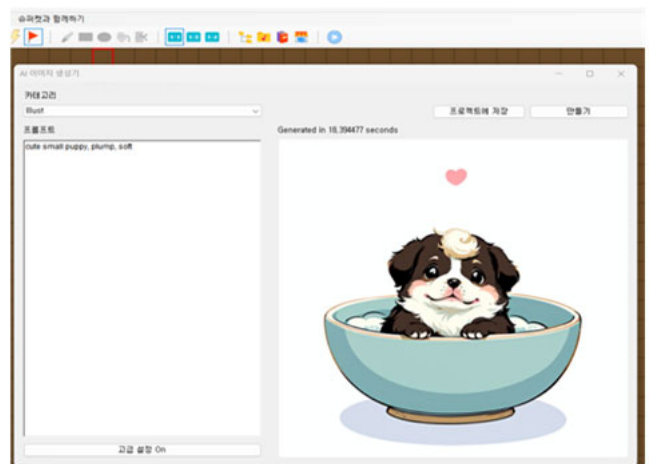 슈퍼캣과 함께하기
AI 이미지 생성기
카테고리
Illust
프로젝트에 저장
만들기
프롬프트
Generated in 18.394477 seconds
cute small puppy, plump, soft
고급 설정 On